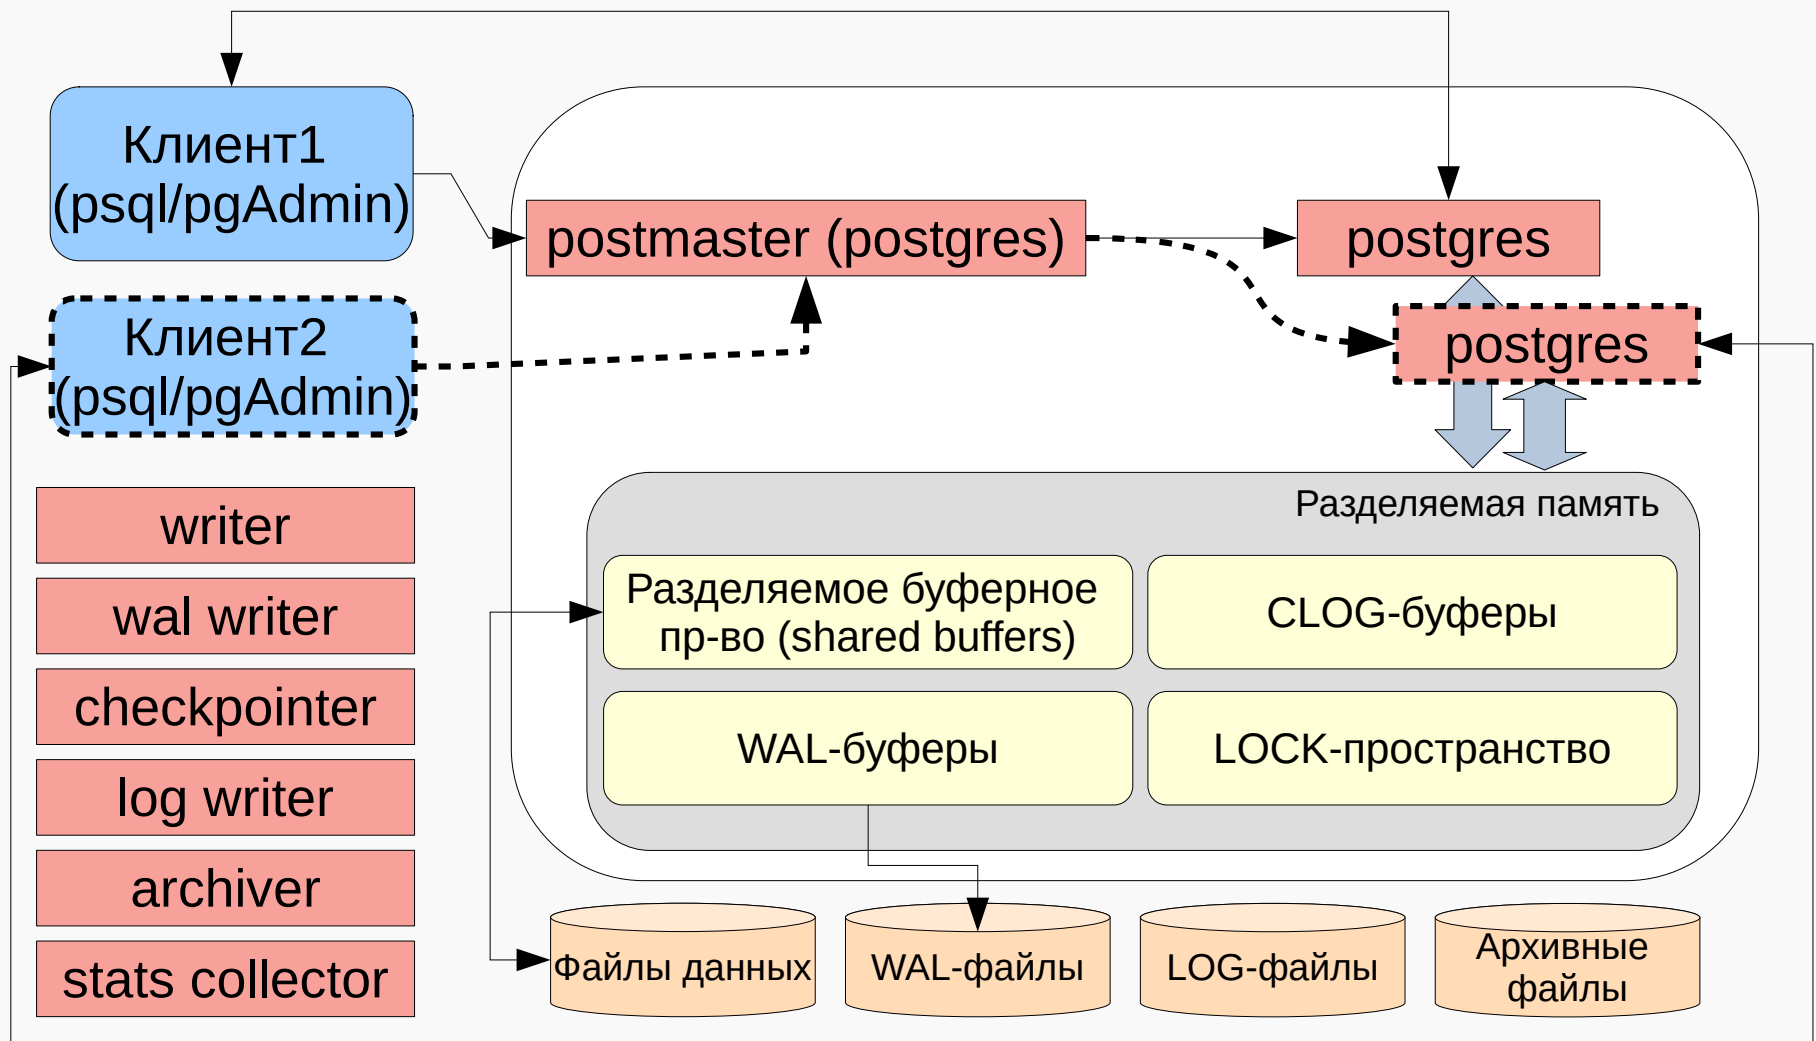 Клиент1
(psql/pgAdmin)
postmaster (postgres)
postgres
Клиент2
(psql/pgAdmin)
postgres
writer
wal writer
checkpointer
log writer
archiver
stats collector
Разделяемая память
Разделяемое буферное
пр-во (shared buffers)
CLOG-буферы
WAL-буферы
LOCK-пространство
Файлы данных
WAL-файлы
LOG-файлы
Архивные
файлы